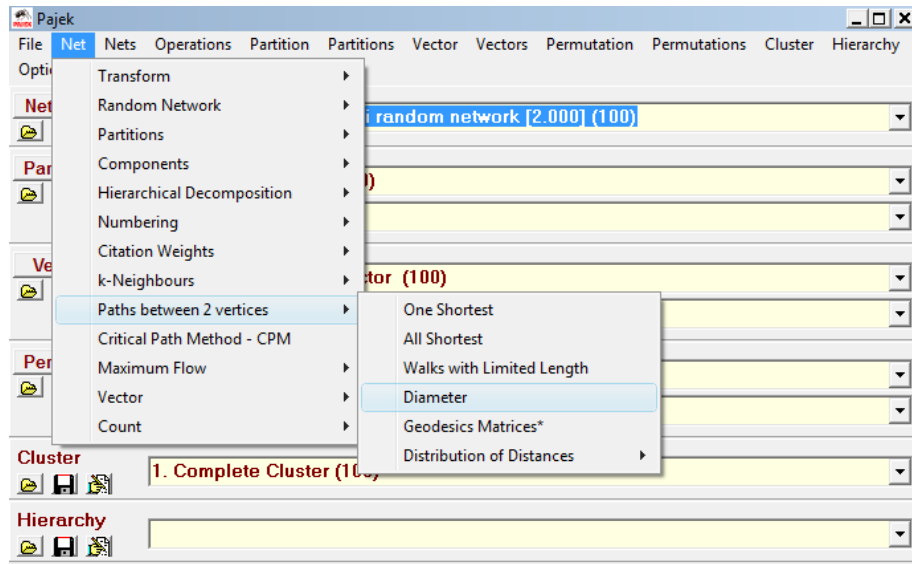 Pajek
File Net Nets Operations Partition Partitions Vector Vectors Permutation Permutations Cluster Hierarchy
Transform
Random Network
random network [2.000] (100)
Partitions
Components
Hierarchical Decomposition
Numbering
Citation Weights
k-Neighbours
(100)
Paths between 2 vertices
One Shortest
Critical Path Method - CPM
All Shortest
Maximum Flow
Walks with Limited Length
Vector
Diameter
Count
Geodesics Matrices*
Distribution of Distances
Cluster
1. Complete Cluster
Hierarchy